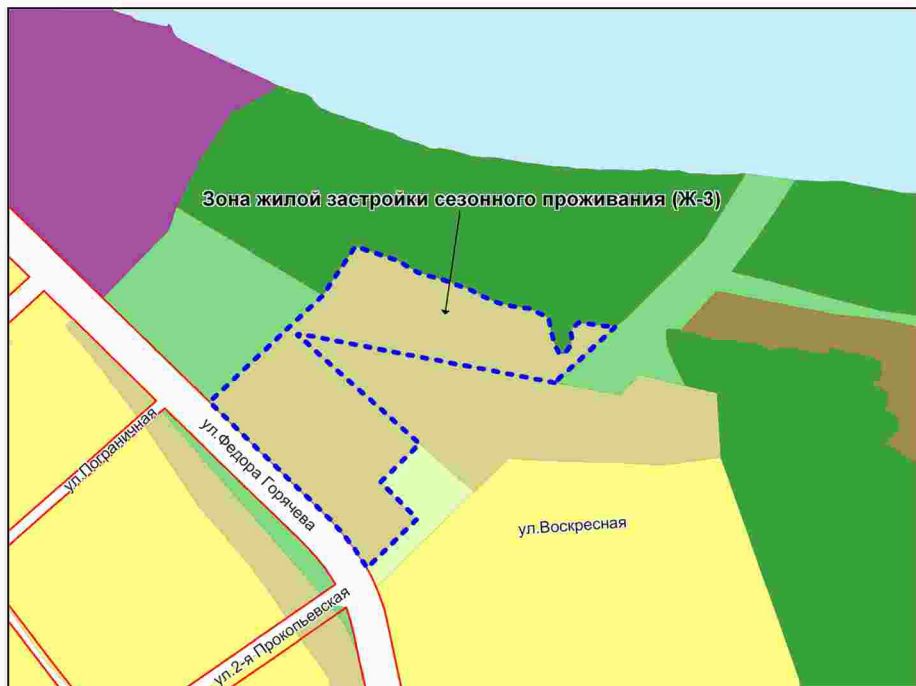 Зона жилой застройки сезонного проживания (Ж-3)
ул.Пограничная
ул.Федора Горячева
ул.Воскресная
ул.2-я Прокопьевская